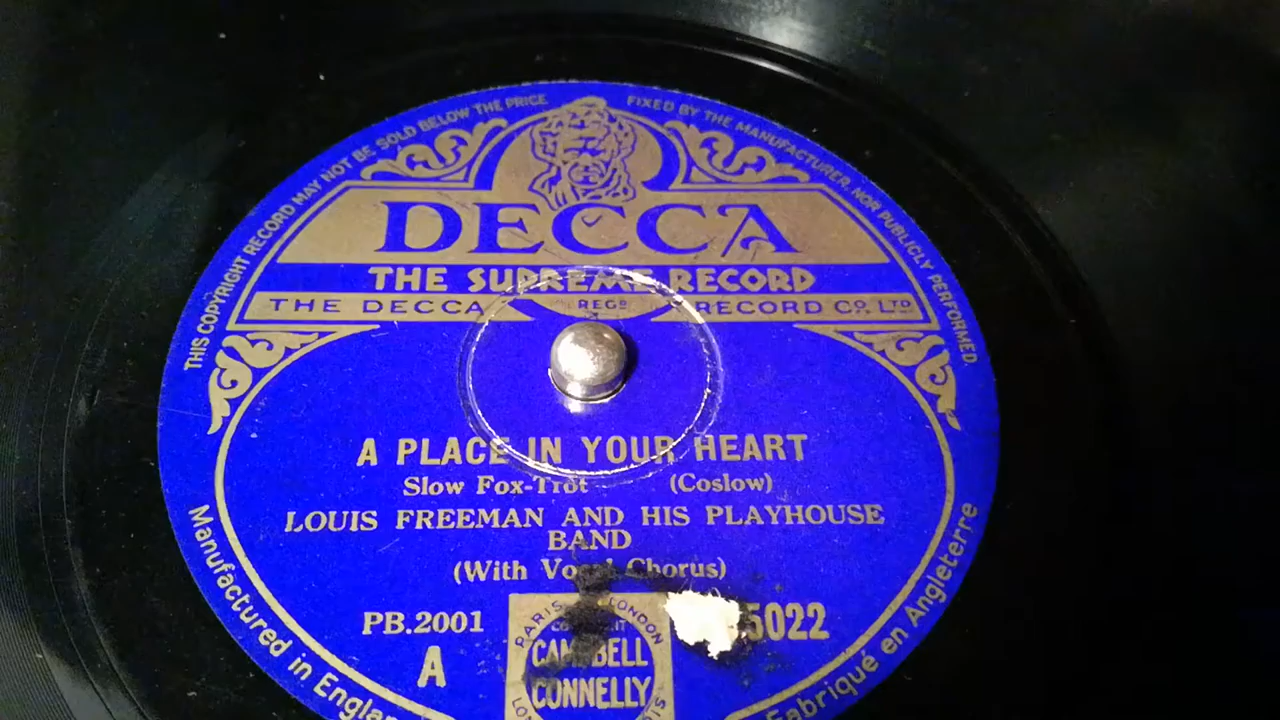 THIS COPYRIGHT RECORD MAY NOT BE SOLD BELOW THE PRICE FIXED BY THE MANUFACTURER, NOR PUBLICLY PERFORMED.
DECCA
THE SUPREME RECORD
THE DECCA REGD RECORD CO. LTD
A PLACE IN YOUR HEART
Slow Fox-Trot (Coslow)
LOUIS FREEMAN AND HIS PLAYHOUSE
BAND
(With Vocal Chorus)
PB.2001
5022
A
PARIS LONDON
CAMPBELL
CONNELLY
Manufactured in England
Fabriqué en Angleterre